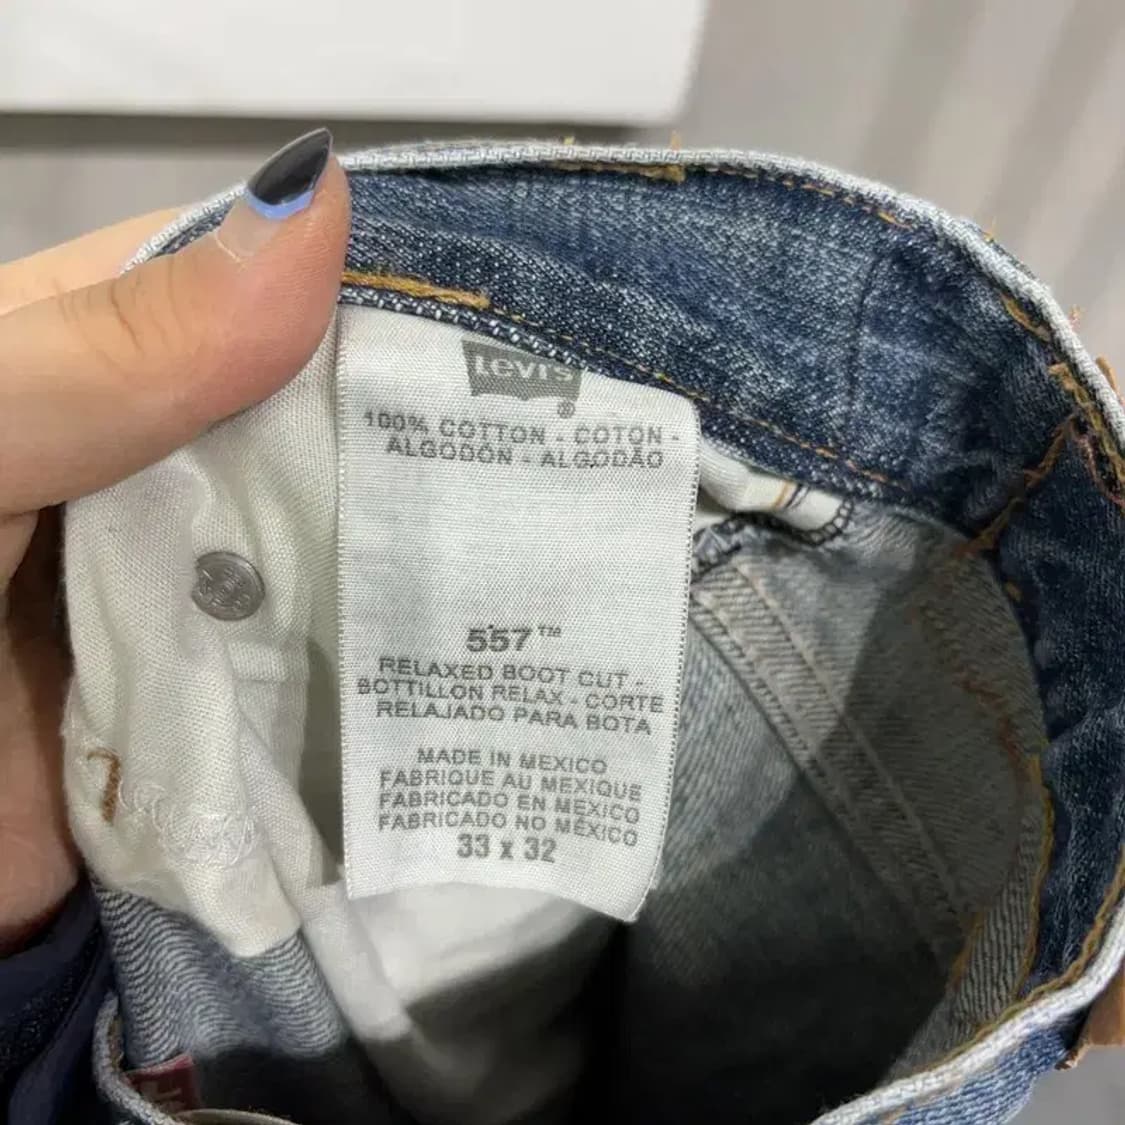 Levi's
®
100% COTTON - COTON -
ALGODÓN - ALGODÃO
557™
RELAXED BOOT CUT -
BOTTILLON RELAX - CORTE
RELAJADO PARA BOTA
MADE IN MEXICO
FABRIQUE AU MEXIQUE
FABRICADO EN MEXICO
FABRICADO NO MÉXICO
33 x 32